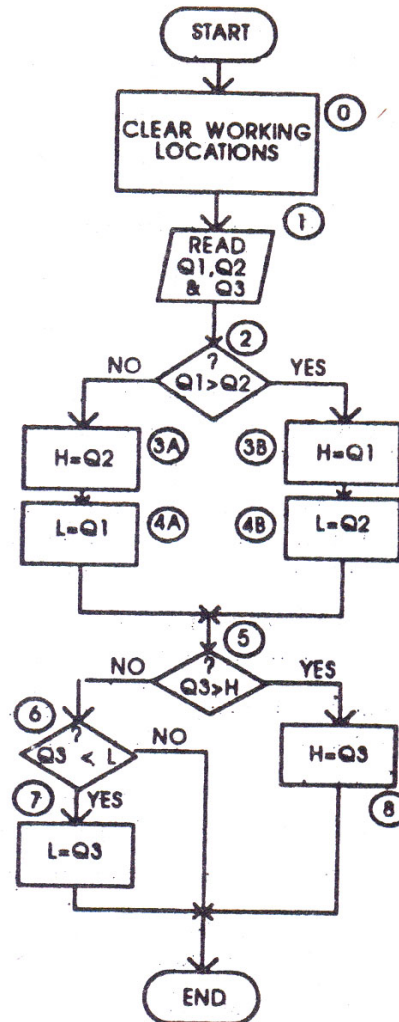 START
0
CLEAR WORKING
LOCATIONS
1
READ
Q1,Q2
& Q3
2
NO
?
YES
Q1>Q2
H=Q2
3A
3B
H=Q1
L=Q1
4A
4B
L=Q2
5
NO
?
YES
Q3>H
6
?
Q3 < L
NO
H=Q3
7
YES
8
L=Q3
END